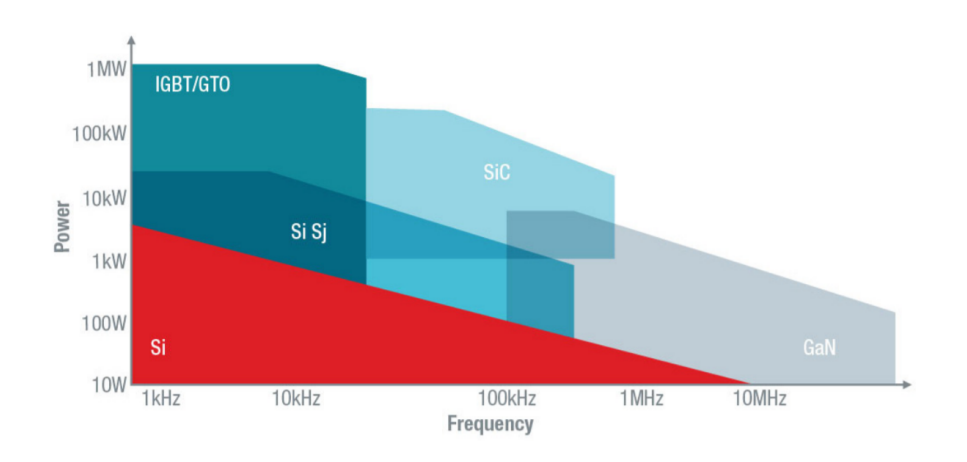 1MW
IGBT/GTO
100kW
SiC
10kW
Si Sj
Power
1kW
100W
Si
GaN
10W
1kHz 10kHz 100kHz 1MHz 10MHz
Frequency